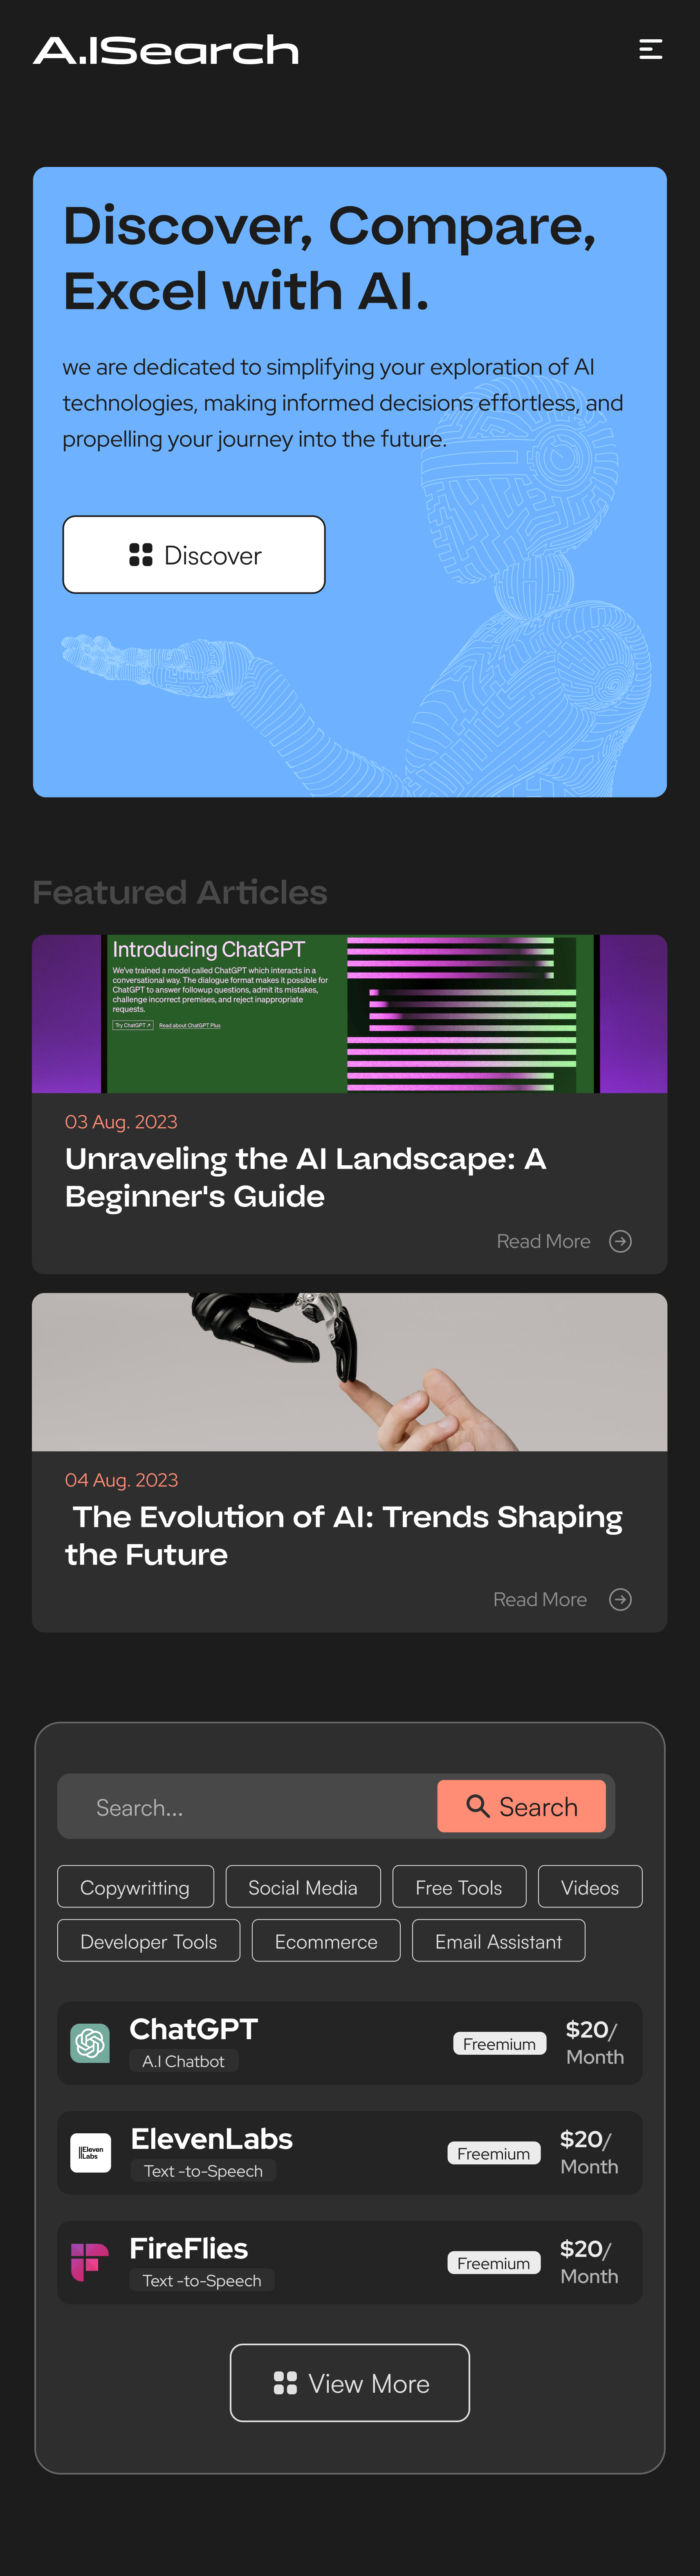 A.ISearch
Discover, Compare,
Excel with AI.
we are dedicated to simplifying your exploration of AI
technologies, making informed decisions effortless, and
propelling your journey into the future.
Discover
Featured Articles
Introducing ChatGPT
We've trained a model called ChatGPT which interacts in a
conversational way. The dialogue format makes it possible for
ChatGPT to answer followup questions, admit its mistakes,
challenge incorrect premises, and reject inappropriate
requests.
Try ChatGPT ↗ Read about ChatGPT Plus
03 Aug. 2023
Unraveling the AI Landscape: A
Beginner's Guide
Read More
04 Aug. 2023
The Evolution of AI: Trends Shaping
the Future
Read More
Search...
Search
Copywritting Social Media Free Tools Videos
Developer Tools Ecommerce Email Assistant
ChatGPT
A.I Chatbot
Freemium
$20/
Month
IIEleven
Labs
ElevenLabs
Text -to-Speech
Freemium
$20/
Month
FireFlies
Text -to-Speech
Freemium
$20/
Month
View More